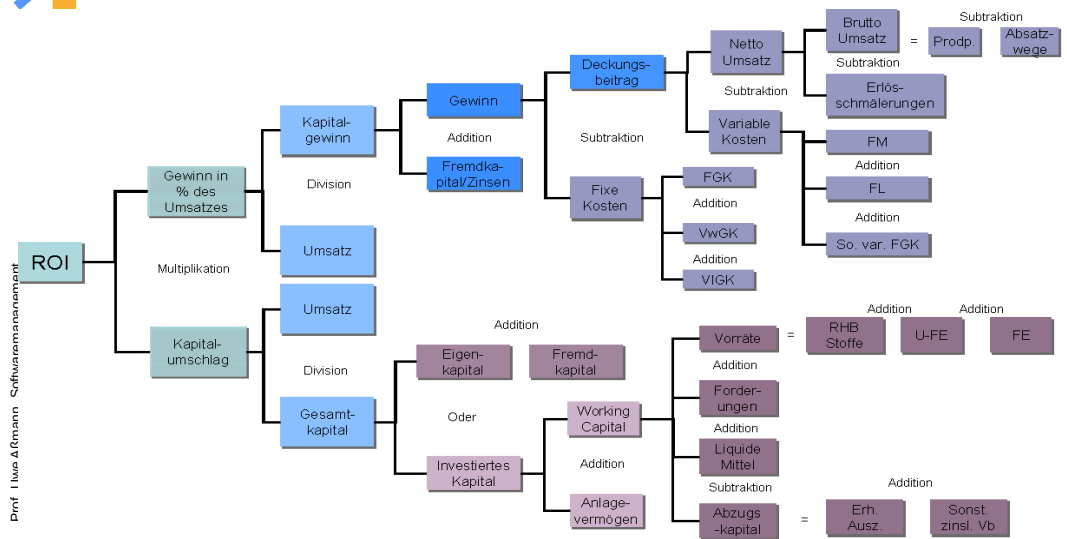 Subtraktion
Brutto
Umsatz
=
Prodp.
Absatz-
wege
Netto
Umsatz
Subtraktion
Deckungs-
beitrag
Subtraktion
Erlös-
schmälerungen
Gewinn
Kapital-
gewinn
Addition
Subtraktion
Variable
Kosten
FM
Addition
Fremdka-
pital/Zinsen
FGK
FL
Gewinn in
% des
Umsatzes
Division
Fixe
Kosten
Addition
Addition
VwGK
So. var. FGK
Umsatz
Addition
ROI
Multiplikation
VIGK
Umsatz
Addition
Addition
Addition
Kapital-
umschlag
Division
Eigen-
kapital
Fremd-
kapital
Vorräte
=
RHB
Stoffe
U-FE
FE
Addition
Gesamt-
kapital
Oder
Working
Capital
Forder-
ungen
Addition
Investiertes
Kapital
Addition
Liquide
Mittel
Subtraktion
Addition
Anlage-
vermögen
Abzugs
-kapital
=
Erh.
Ausz.
Sonst.
zinsl. Vb
Prof. Uwe Aßmann, Softwaremanagement